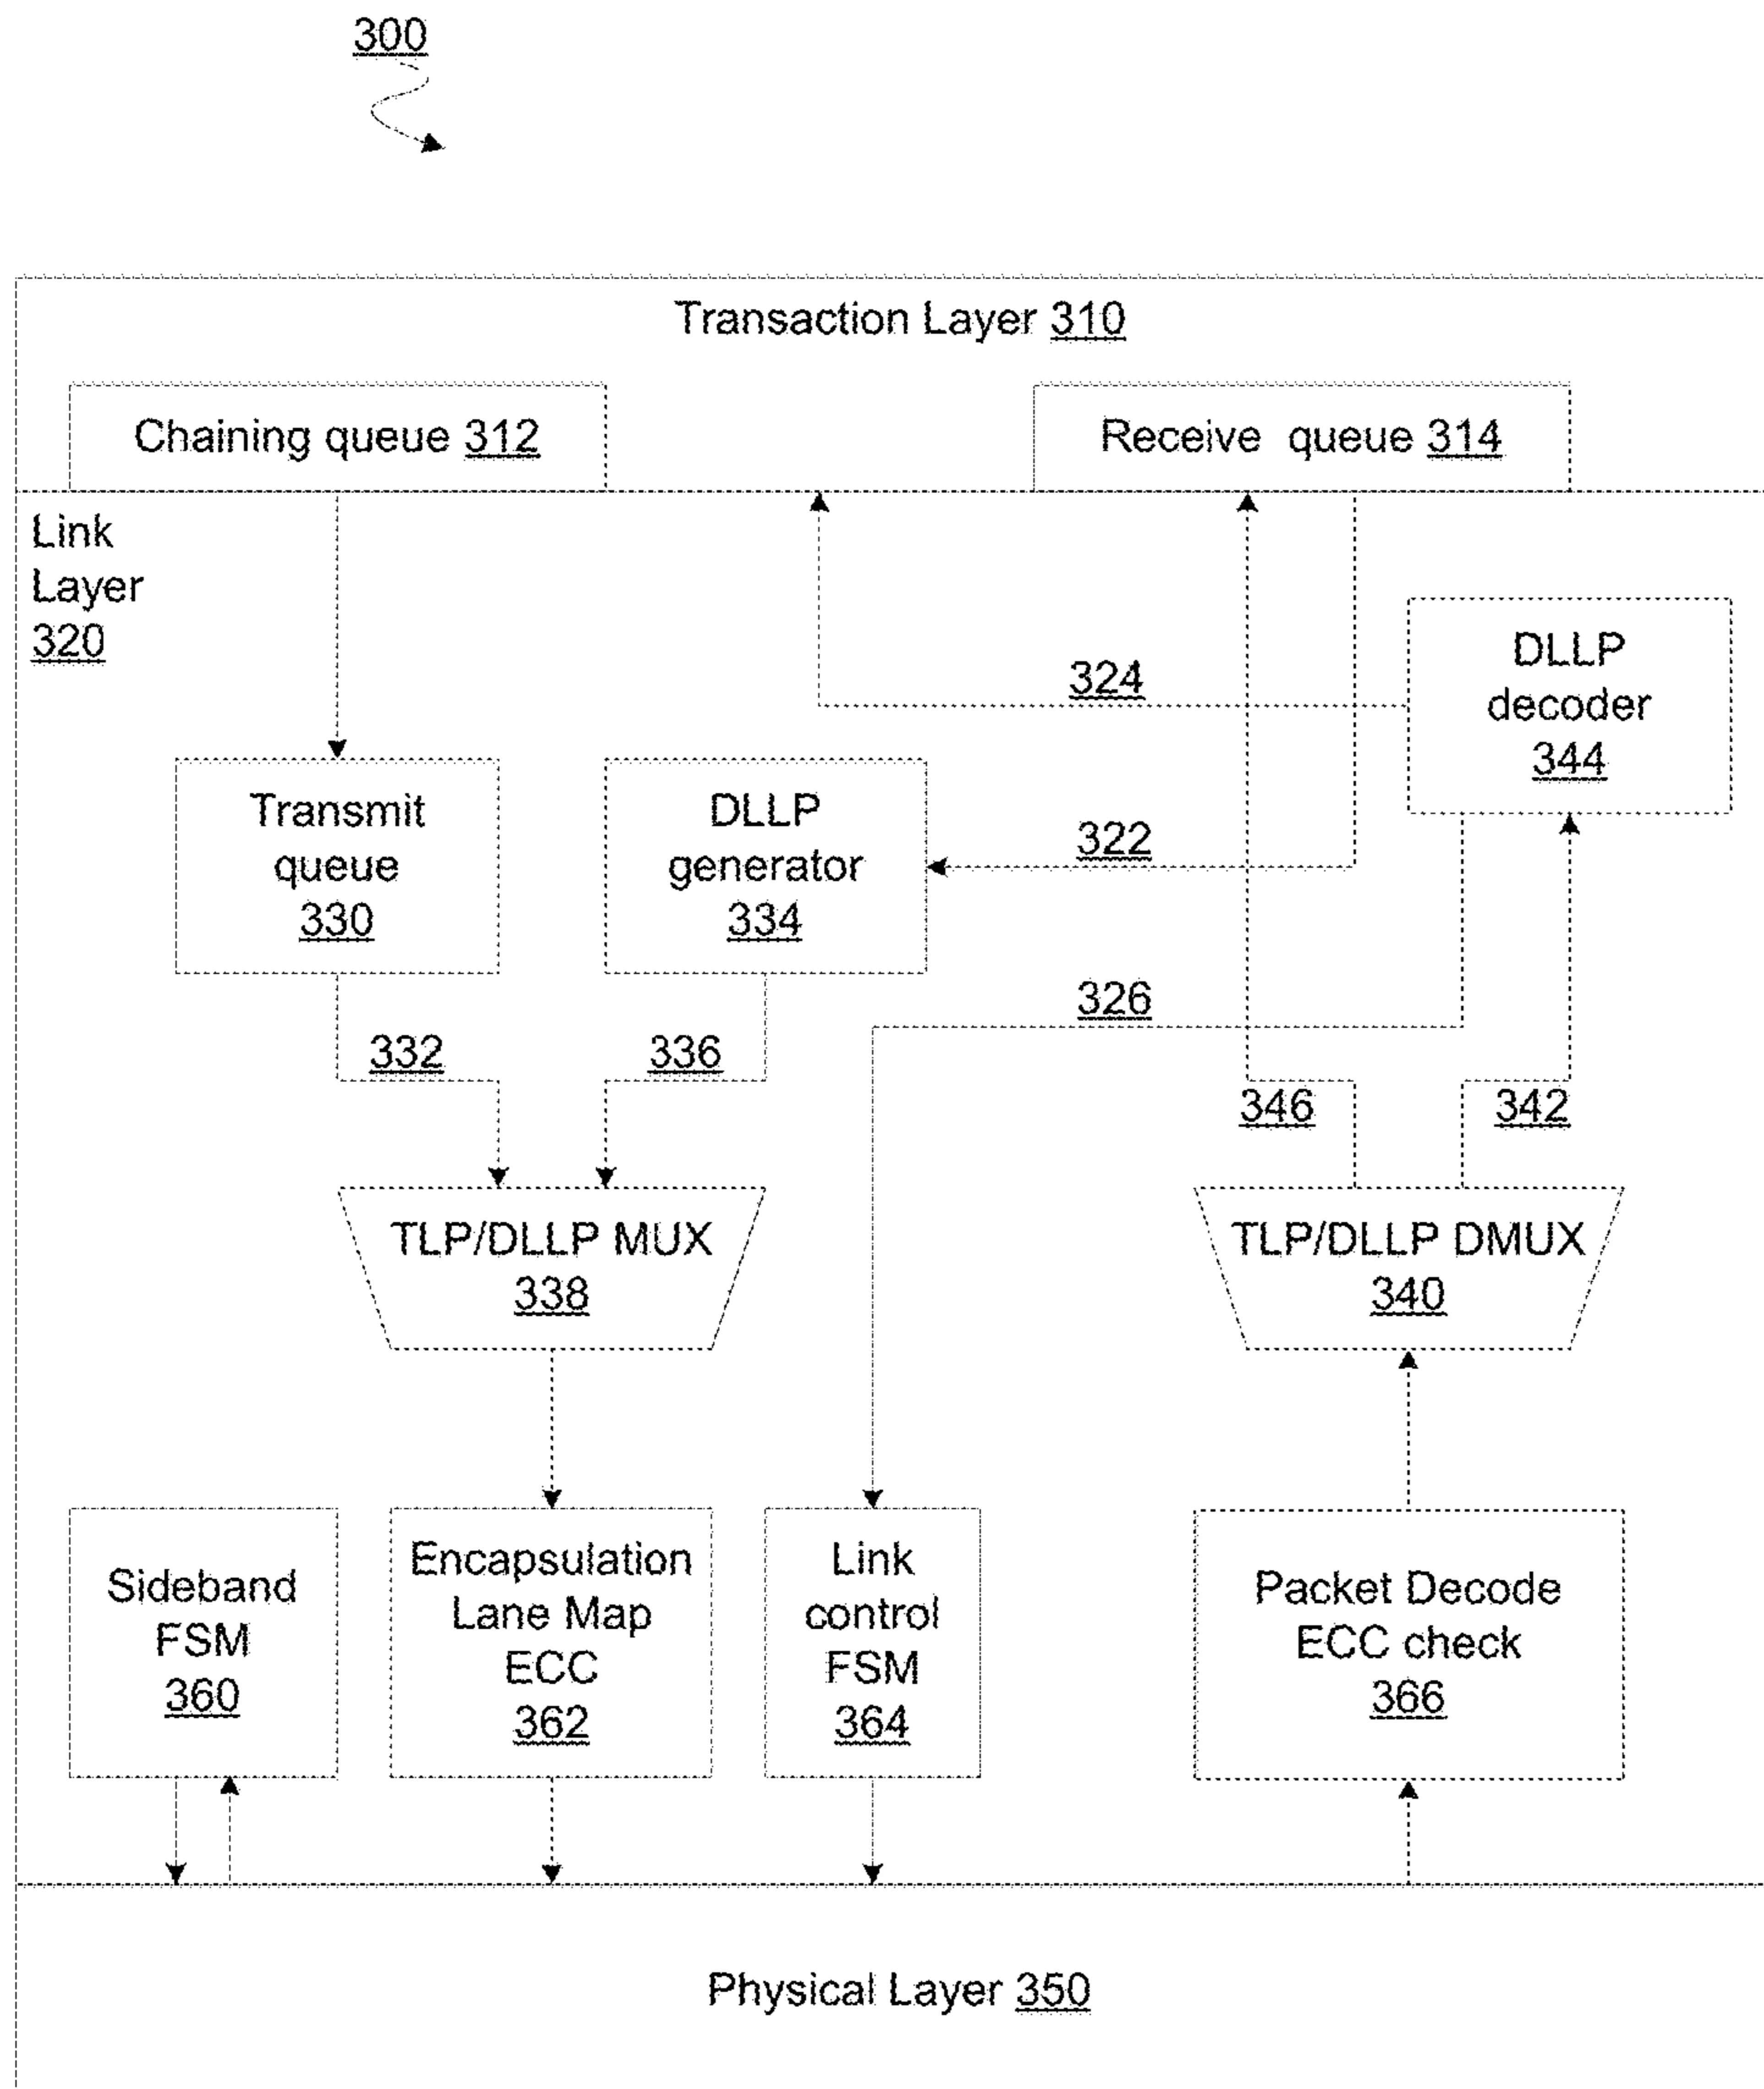 300
Transaction Layer 310
Chaining queue 312
Receive queue 314
Link
Layer
320
DLLP
decoder
344
324
Transmit
queue
330
DLLP
generator
334
322
326
332
336
346
342
TLP/DLLP MUX
338
TLP/DLLP DMUX
340
Sideband
FSM
360
Encapsulation
Lane Map
ECC
362
Link
control
FSM
364
Packet Decode
ECC check
366
Physical Layer 350